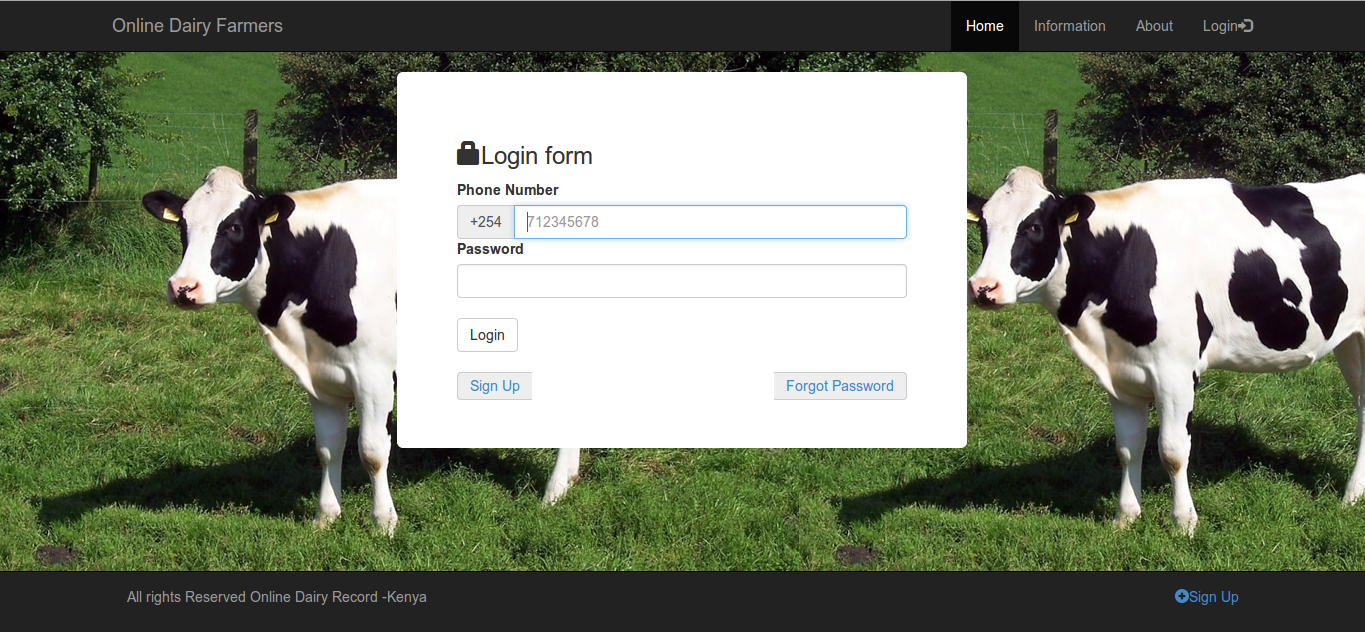 Online Dairy Farmers
Home Information About Login
Login form
Phone Number
+254 712345678
Password
Login
Sign Up Forgot Password
All rights Reserved Online Dairy Record -Kenya Sign Up